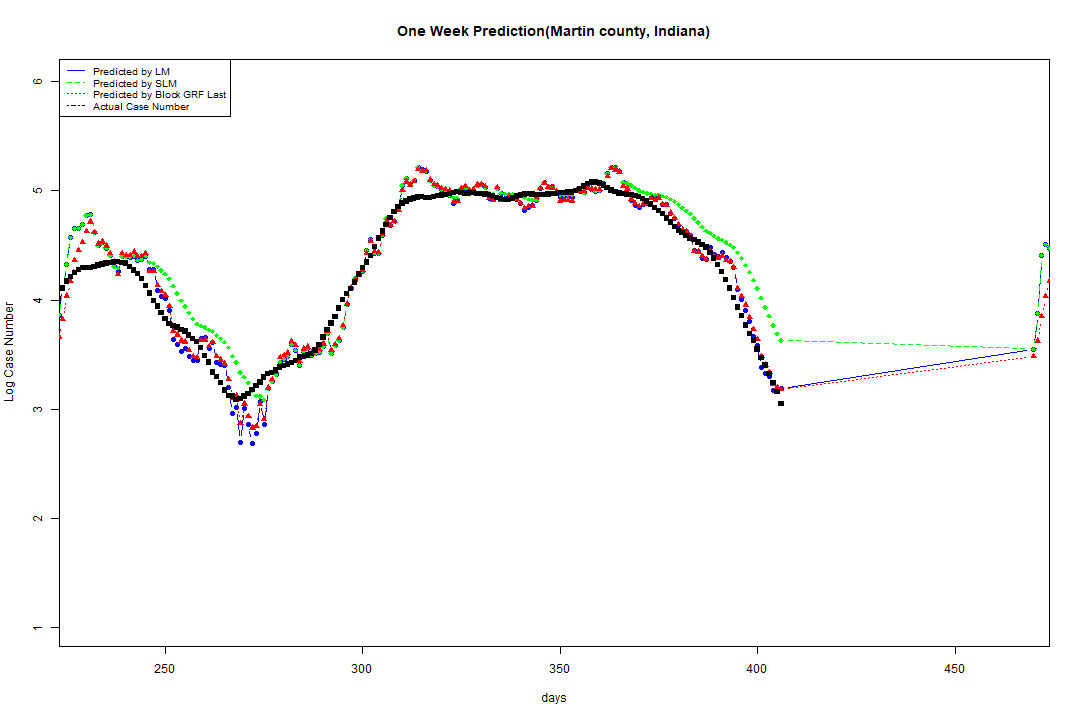 One Week Prediction(Martin county, Indiana)
Predicted by LM
Predicted by SLM
Predicted by Block GRF Last
Actual Case Number
6
5
4
3
2
1
Log Case Number
250 300 350 400 450
days